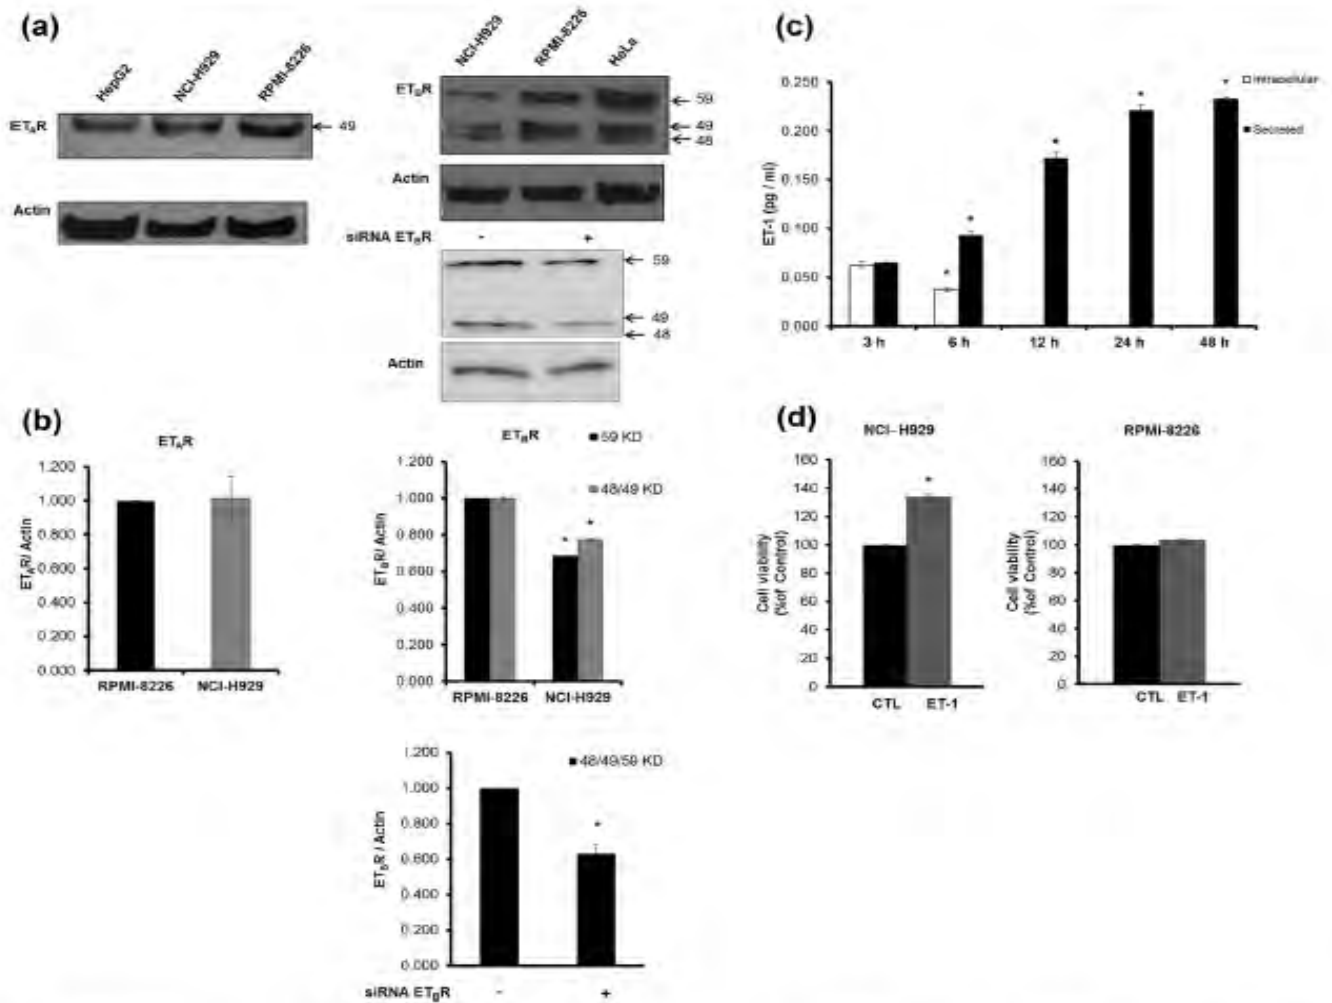 (a)
HepG2 NCI-H929 RPMI-8226
ETAR
49
Actin
NCI-H929 RPMI-8226 HeLa
ETBR
59
49
48
Actin
siRNA ETBR - +
59
49
48
Actin
(b)
ETAR
1.200
1.000
0.800
0.600
0.400
0.200
0.000
ETAR/ Actin
RPMI-8226 NCI-H929
ETBR
59 KD
48/49 KD
1.200
1.000
0.800
0.600
0.400
0.200
0.000
ETBR/ Actin
* *
RPMI-8226 NCI-H929
48/49/59 KD
1.200
1.000
0.800
0.600
0.400
0.200
0.000
ETBR / Actin
*
siRNA ETBR - +
(c)
Intracellular
Secreted
0.250
0.200
0.150
0.100
0.050
0.000
ET-1 (pg / ml)
* * * * *
3 h 6 h 12 h 24 h 48 h
(d)
NCI- H929
160
140
120
100
80
60
40
20
0
Cell viability
(%of Control)
*
CTL ET-1
RPMI-8226
160
140
120
100
80
60
40
20
0
Cell viability
(%of Control)
CTL ET-1